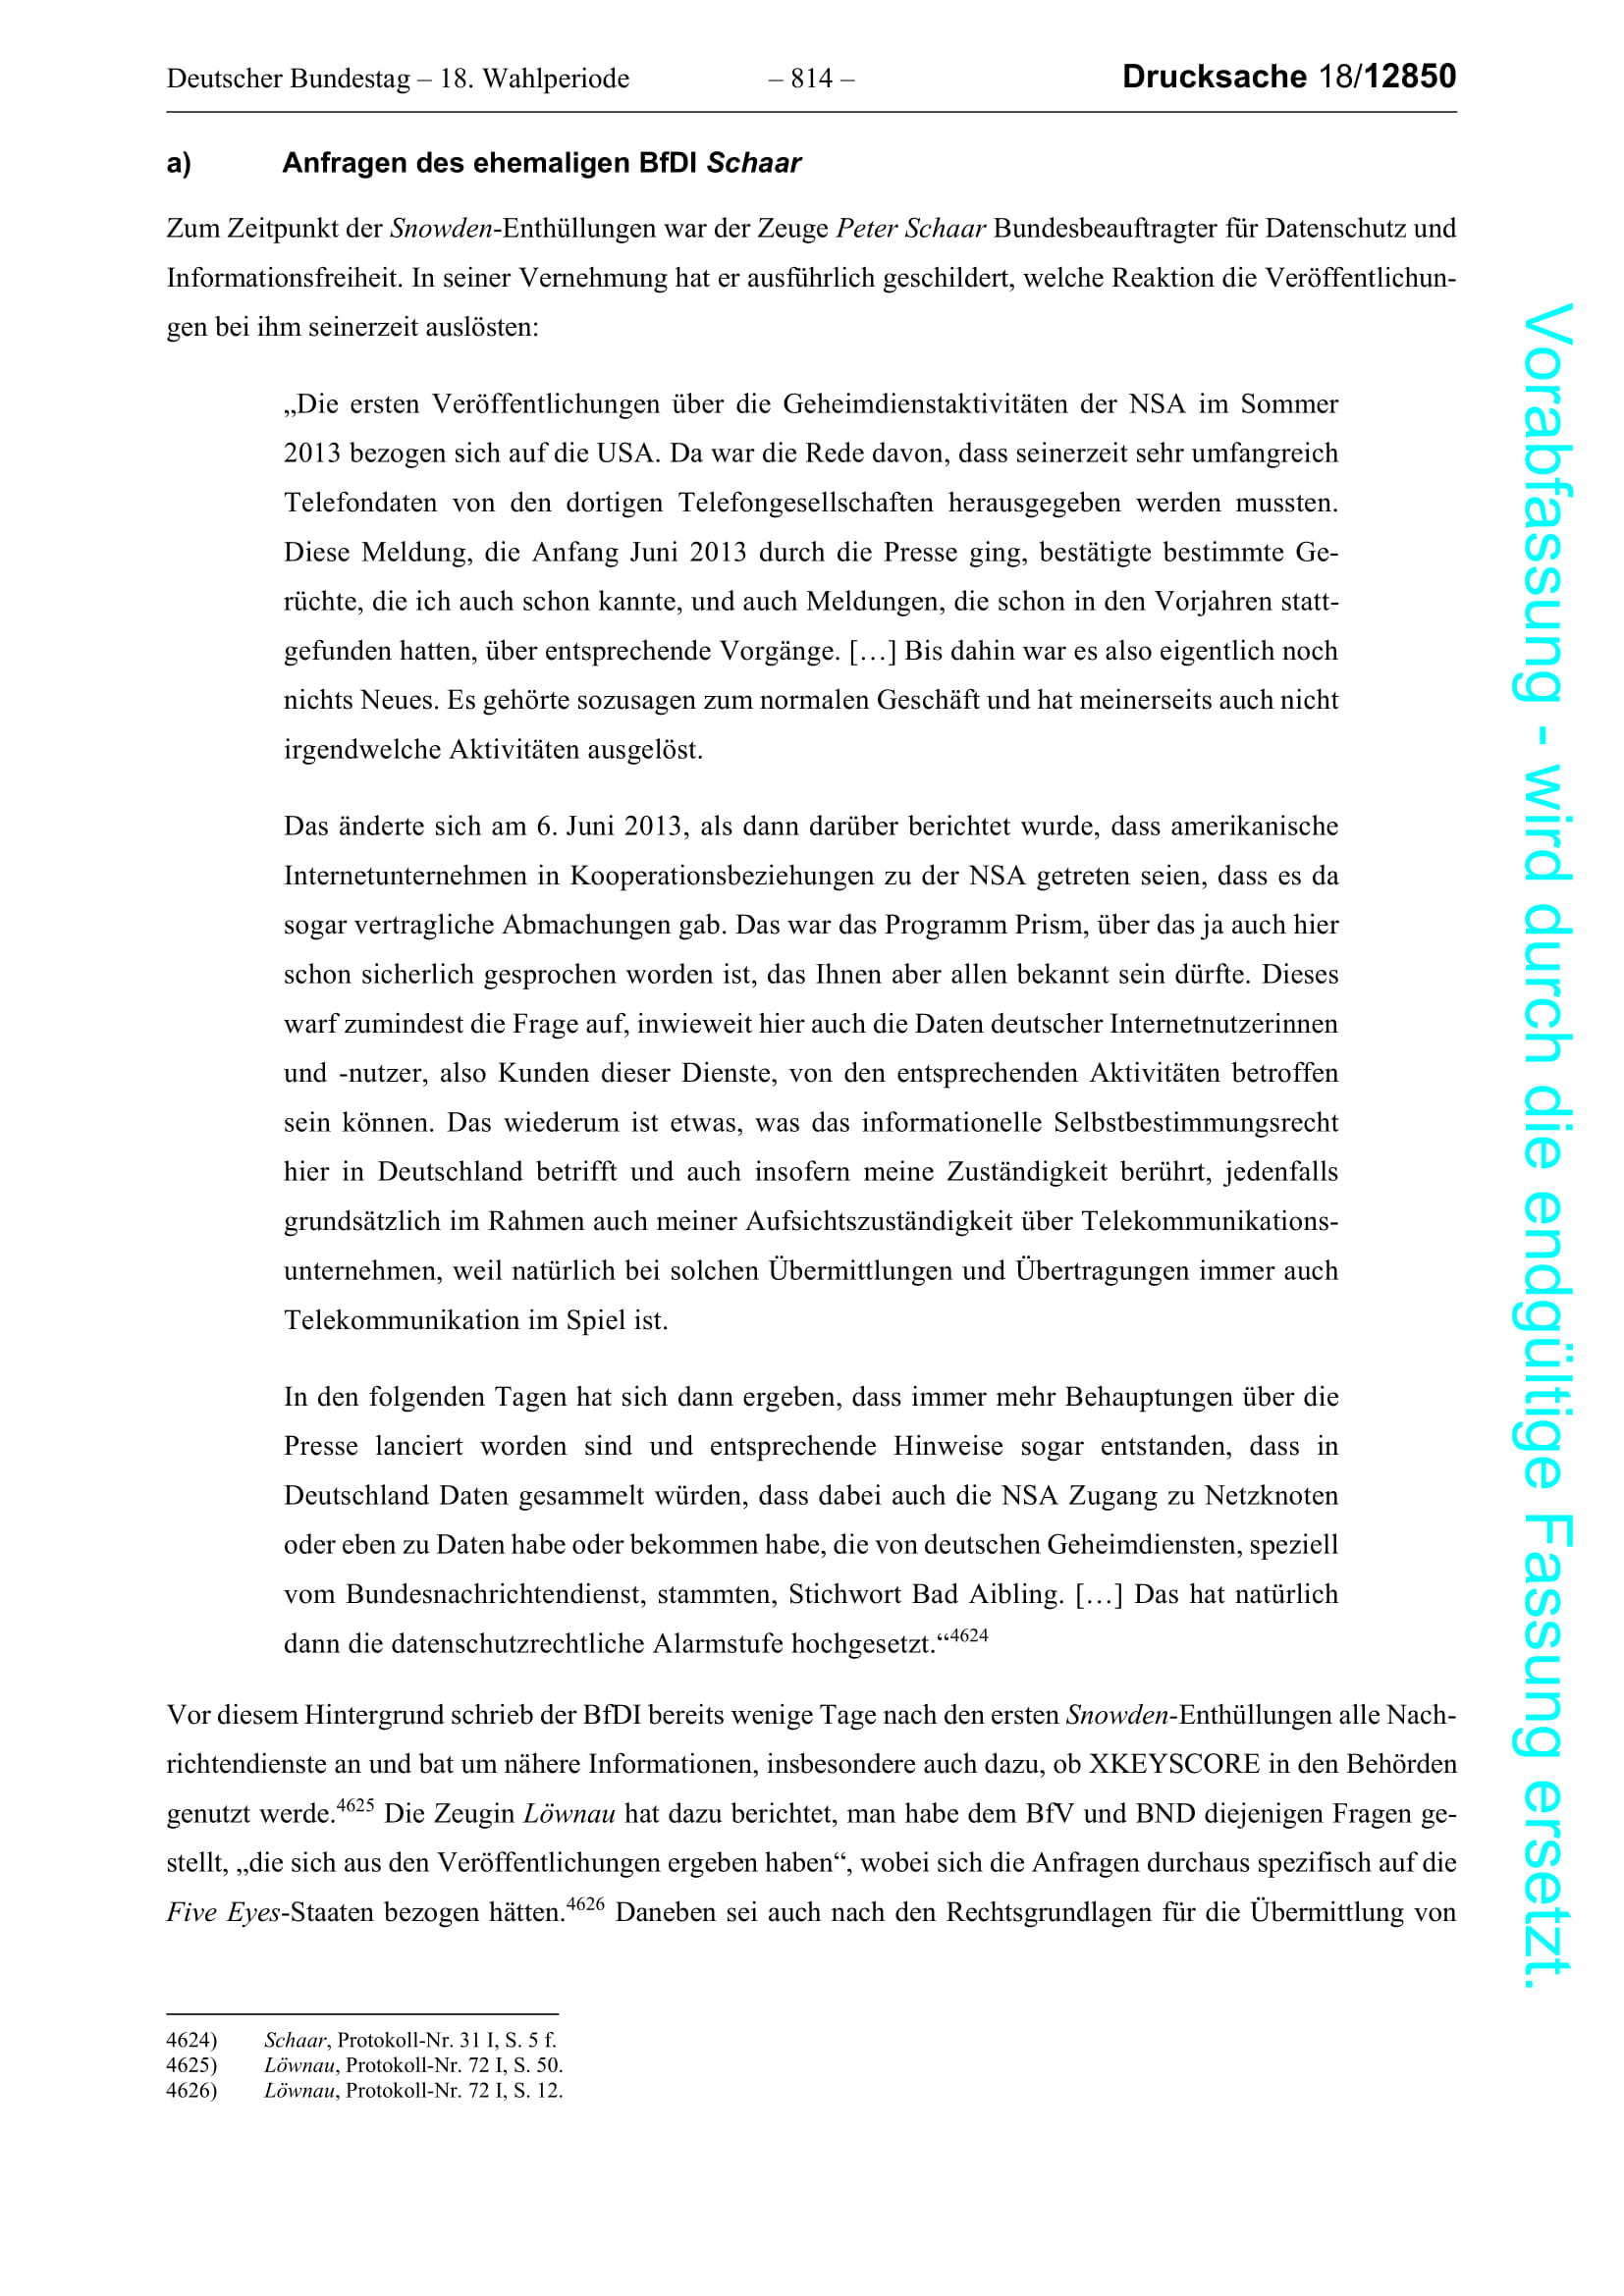 Deutscher Bundestag – 18. Wahlperiode – 814 – Drucksache 18/12850
a) Anfragen des ehemaligen BfDI Schaar
Zum Zeitpunkt der Snowden-Enthüllungen war der Zeuge Peter Schaar Bundesbeauftragter für Datenschutz und
Informationsfreiheit. In seiner Vernehmung hat er ausführlich geschildert, welche Reaktion die Veröffentlichun-
gen bei ihm seinerzeit auslösten:
„Die ersten Veröffentlichungen über die Geheimdienstaktivitäten der NSA im Sommer
2013 bezogen sich auf die USA. Da war die Rede davon, dass seinerzeit sehr umfangreich
Telefondaten von den dortigen Telefongesellschaften herausgegeben werden mussten.
Diese Meldung, die Anfang Juni 2013 durch die Presse ging, bestätigte bestimmte Ge-
rüchte, die ich auch schon kannte, und auch Meldungen, die schon in den Vorjahren statt-
gefunden hatten, über entsprechende Vorgänge. […] Bis dahin war es also eigentlich noch
nichts Neues. Es gehörte sozusagen zum normalen Geschäft und hat meinerseits auch nicht
irgendwelche Aktivitäten ausgelöst.
Das änderte sich am 6. Juni 2013, als dann darüber berichtet wurde, dass amerikanische
Internetunternehmen in Kooperationsbeziehungen zu der NSA getreten seien, dass es da
sogar vertragliche Abmachungen gab. Das war das Programm Prism, über das ja auch hier
schon sicherlich gesprochen worden ist, das Ihnen aber allen bekannt sein dürfte. Dieses
warf zumindest die Frage auf, inwieweit hier auch die Daten deutscher Internetnutzerinnen
und -nutzer, also Kunden dieser Dienste, von den entsprechenden Aktivitäten betroffen
sein können. Das wiederum ist etwas, was das informationelle Selbstbestimmungsrecht
hier in Deutschland betrifft und auch insofern meine Zuständigkeit berührt, jedenfalls
grundsätzlich im Rahmen auch meiner Aufsichtszuständigkeit über Telekommunikations-
unternehmen, weil natürlich bei solchen Übermittlungen und Übertragungen immer auch
Telekommunikation im Spiel ist.
In den folgenden Tagen hat sich dann ergeben, dass immer mehr Behauptungen über die
Presse lanciert worden sind und entsprechende Hinweise sogar entstanden, dass in
Deutschland Daten gesammelt würden, dass dabei auch die NSA Zugang zu Netzknoten
oder eben zu Daten habe oder bekommen habe, die von deutschen Geheimdiensten, speziell
vom Bundesnachrichtendienst, stammten, Stichwort Bad Aibling. […] Das hat natürlich
dann die datenschutzrechtliche Alarmstufe hochgesetzt.“4624
Vor diesem Hintergrund schrieb der BfDI bereits wenige Tage nach den ersten Snowden-Enthüllungen alle Nach-
richtendienste an und bat um nähere Informationen, insbesondere auch dazu, ob XKEYSCORE in den Behörden
genutzt werde.4625 Die Zeugin Löwnau hat dazu berichtet, man habe dem BfV und BND diejenigen Fragen ge-
stellt, „die sich aus den Veröffentlichungen ergeben haben“, wobei sich die Anfragen durchaus spezifisch auf die
Five Eyes-Staaten bezogen hätten.4626 Daneben sei auch nach den Rechtsgrundlagen für die Übermittlung von
4624) Schaar, Protokoll-Nr. 31 I, S. 5 f.
4625) Löwnau, Protokoll-Nr. 72 I, S. 50.
4626) Löwnau, Protokoll-Nr. 72 I, S. 12.
Vorabfassung - wird durch die endgültige Fassung ersetzt.